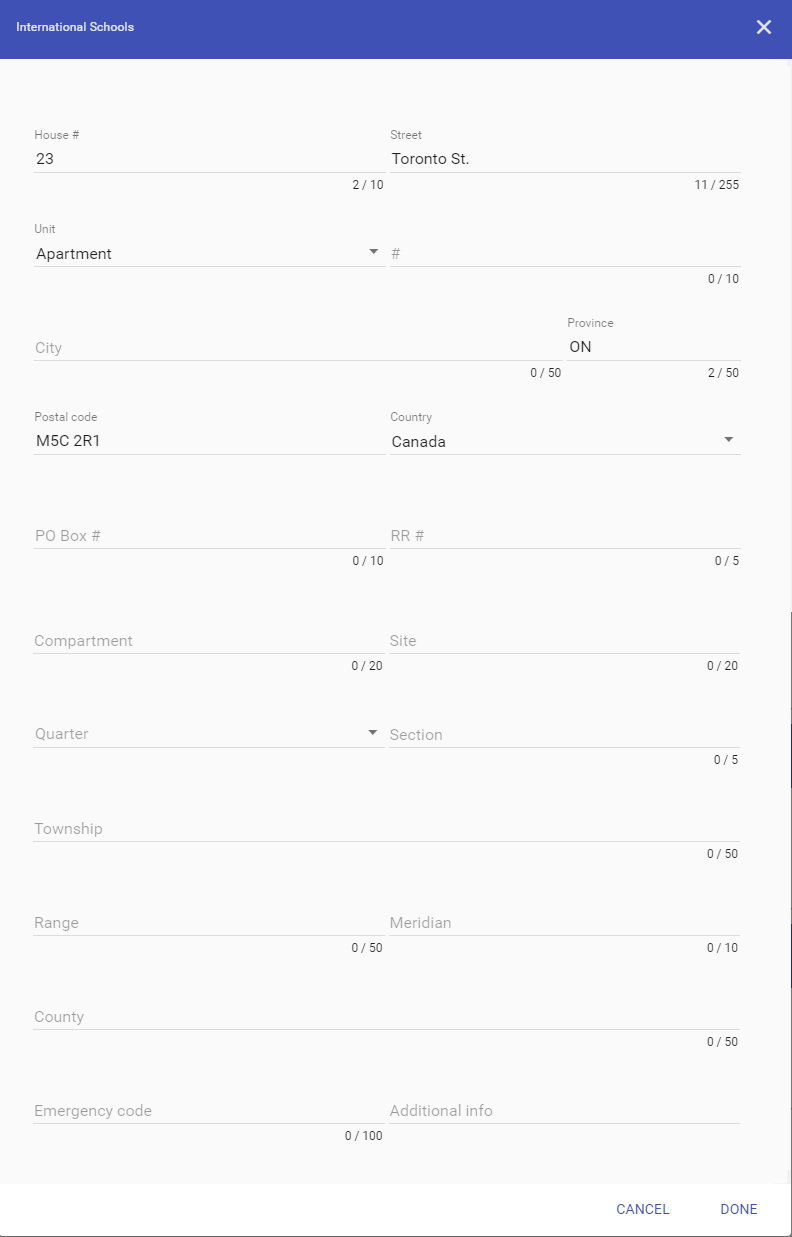 International Schools
House #
Street
23
Toronto St.
2 / 10
11 / 255
Unit
Apartment
#
0 / 10
Province
City
ON
0 / 50
2 / 50
Postal code
Country
M5C 2R1
Canada
PO Box #
RR #
0 / 10
0 / 5
Compartment
Site
0 / 20
0 / 20
Quarter
Section
0 / 5
Township
0 / 50
Range
Meridian
0 / 50
0 / 10
County
0 / 50
Emergency code
Additional info
0 / 100
CANCEL
DONE